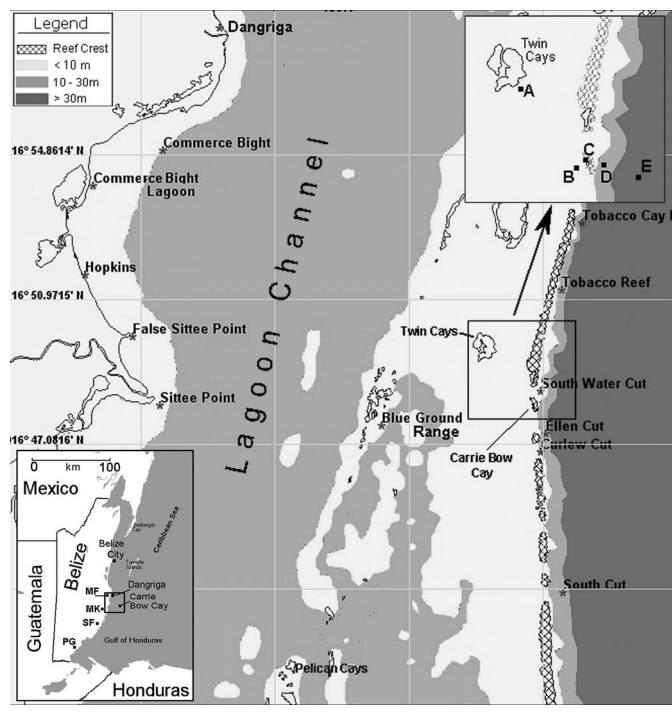 Legend
Reef Crest
< 10 m
10 - 30m
> 30m
Dangriga
Twin
Cays
A
B
C
D
E
16° 54.8614' N
Commerce Bight
Commerce Bight
Lagoon
Hopkins
16° 50.9715' N
False Sittee Point
Sittee Point
16° 47.0816' N
Lagoon Channel
Tobacco Cay
Tobacco Reef
Twin Cays
South Water Cut
Blue Ground
Range
Ellen Cut
Curlew Cut
Carrie Bow
Cay
South Cut
Pelican Cays
0 km 100
Mexico
Ambergris
Cay
Caribbean Sea
Belize
City
Turneffe
Islands
Belize
Guatemala
Dangriga
MF
Carrie
Bow Cay
MK
SF
PG
Gulf of Honduras
Honduras